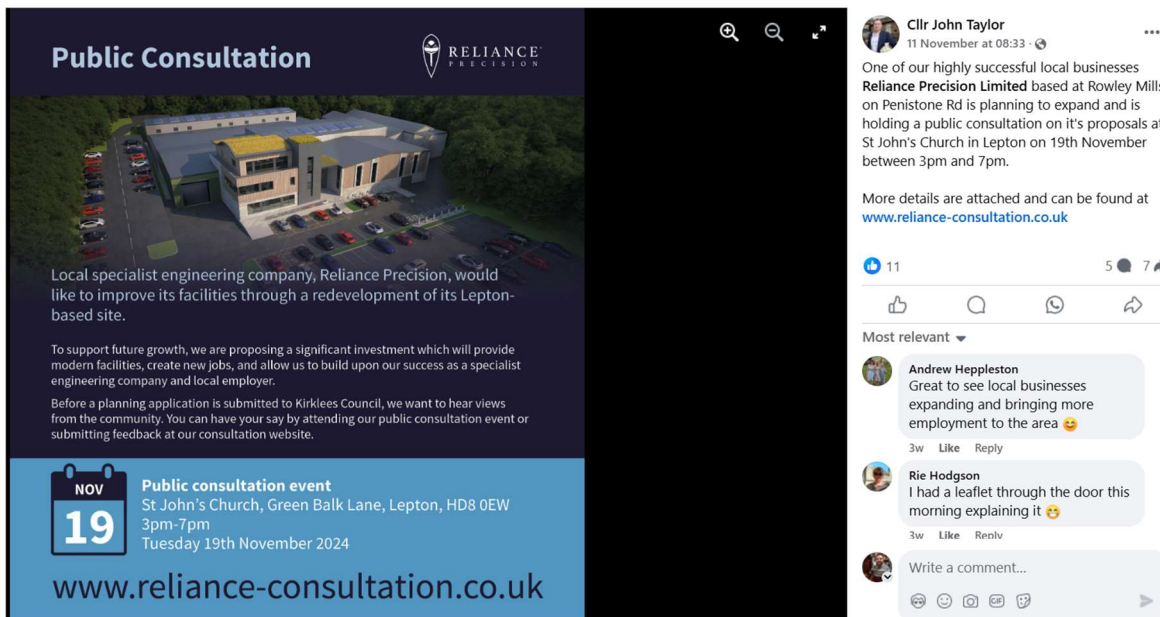 Public Consultation
RELIANCE
PRECISION
Local specialist engineering company, Reliance Precision, would
like to improve its facilities through a redevelopment of its Lepton-
based site.
To support future growth, we are proposing a significant investment which will provide
modern facilities, create new jobs, and allow us to build upon our success as a specialist
engineering company and local employer.
Before a planning application is submitted to Kirklees Council, we want to hear views
from the community. You can have your say by attending our public consultation event or
submitting feedback at our consultation website.
NOV
19
Public consultation event
St John's Church, Green Balk Lane, Lepton, HD8 0EW
3pm-7pm
Tuesday 19th November 2024
www.reliance-consultation.co.uk
Cllr John Taylor
11 November at 08:33 ·
One of our highly successful local businesses
Reliance Precision Limited based at Rowley Mills
on Penistone Rd is planning to expand and is
holding a public consultation on it's proposals at
St John's Church in Lepton on 19th November
between 3pm and 7pm.
More details are attached and can be found at
www.reliance-consultation.co.uk
11
5
7
Most relevant
Andrew Heppleston
Great to see local businesses
expanding and bringing more
employment to the area 😊
3w Like Reply
Rie Hodgson
I had a leaflet through the door this
morning explaining it 😁
3w Like Reply
Write a comment...
GIF